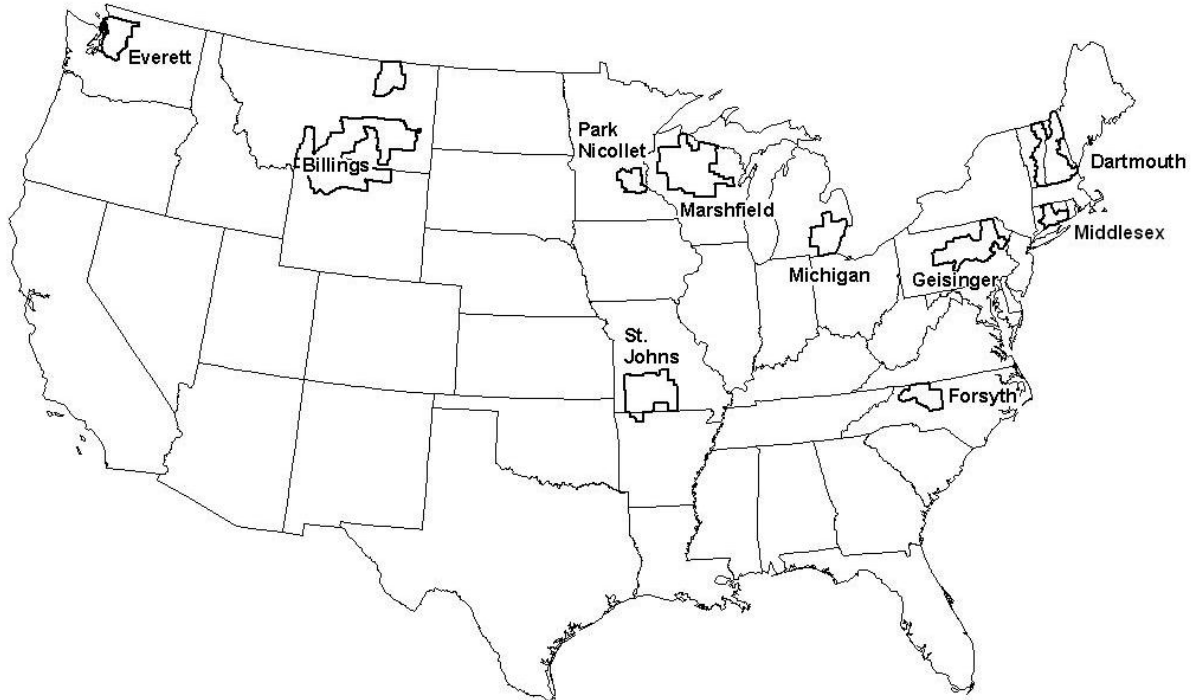 Everett
Park
Nicollet
Billings
Dartmouth
Marshfield
Middlesex
Michigan
Geisinger
St.
Johns
Forsyth